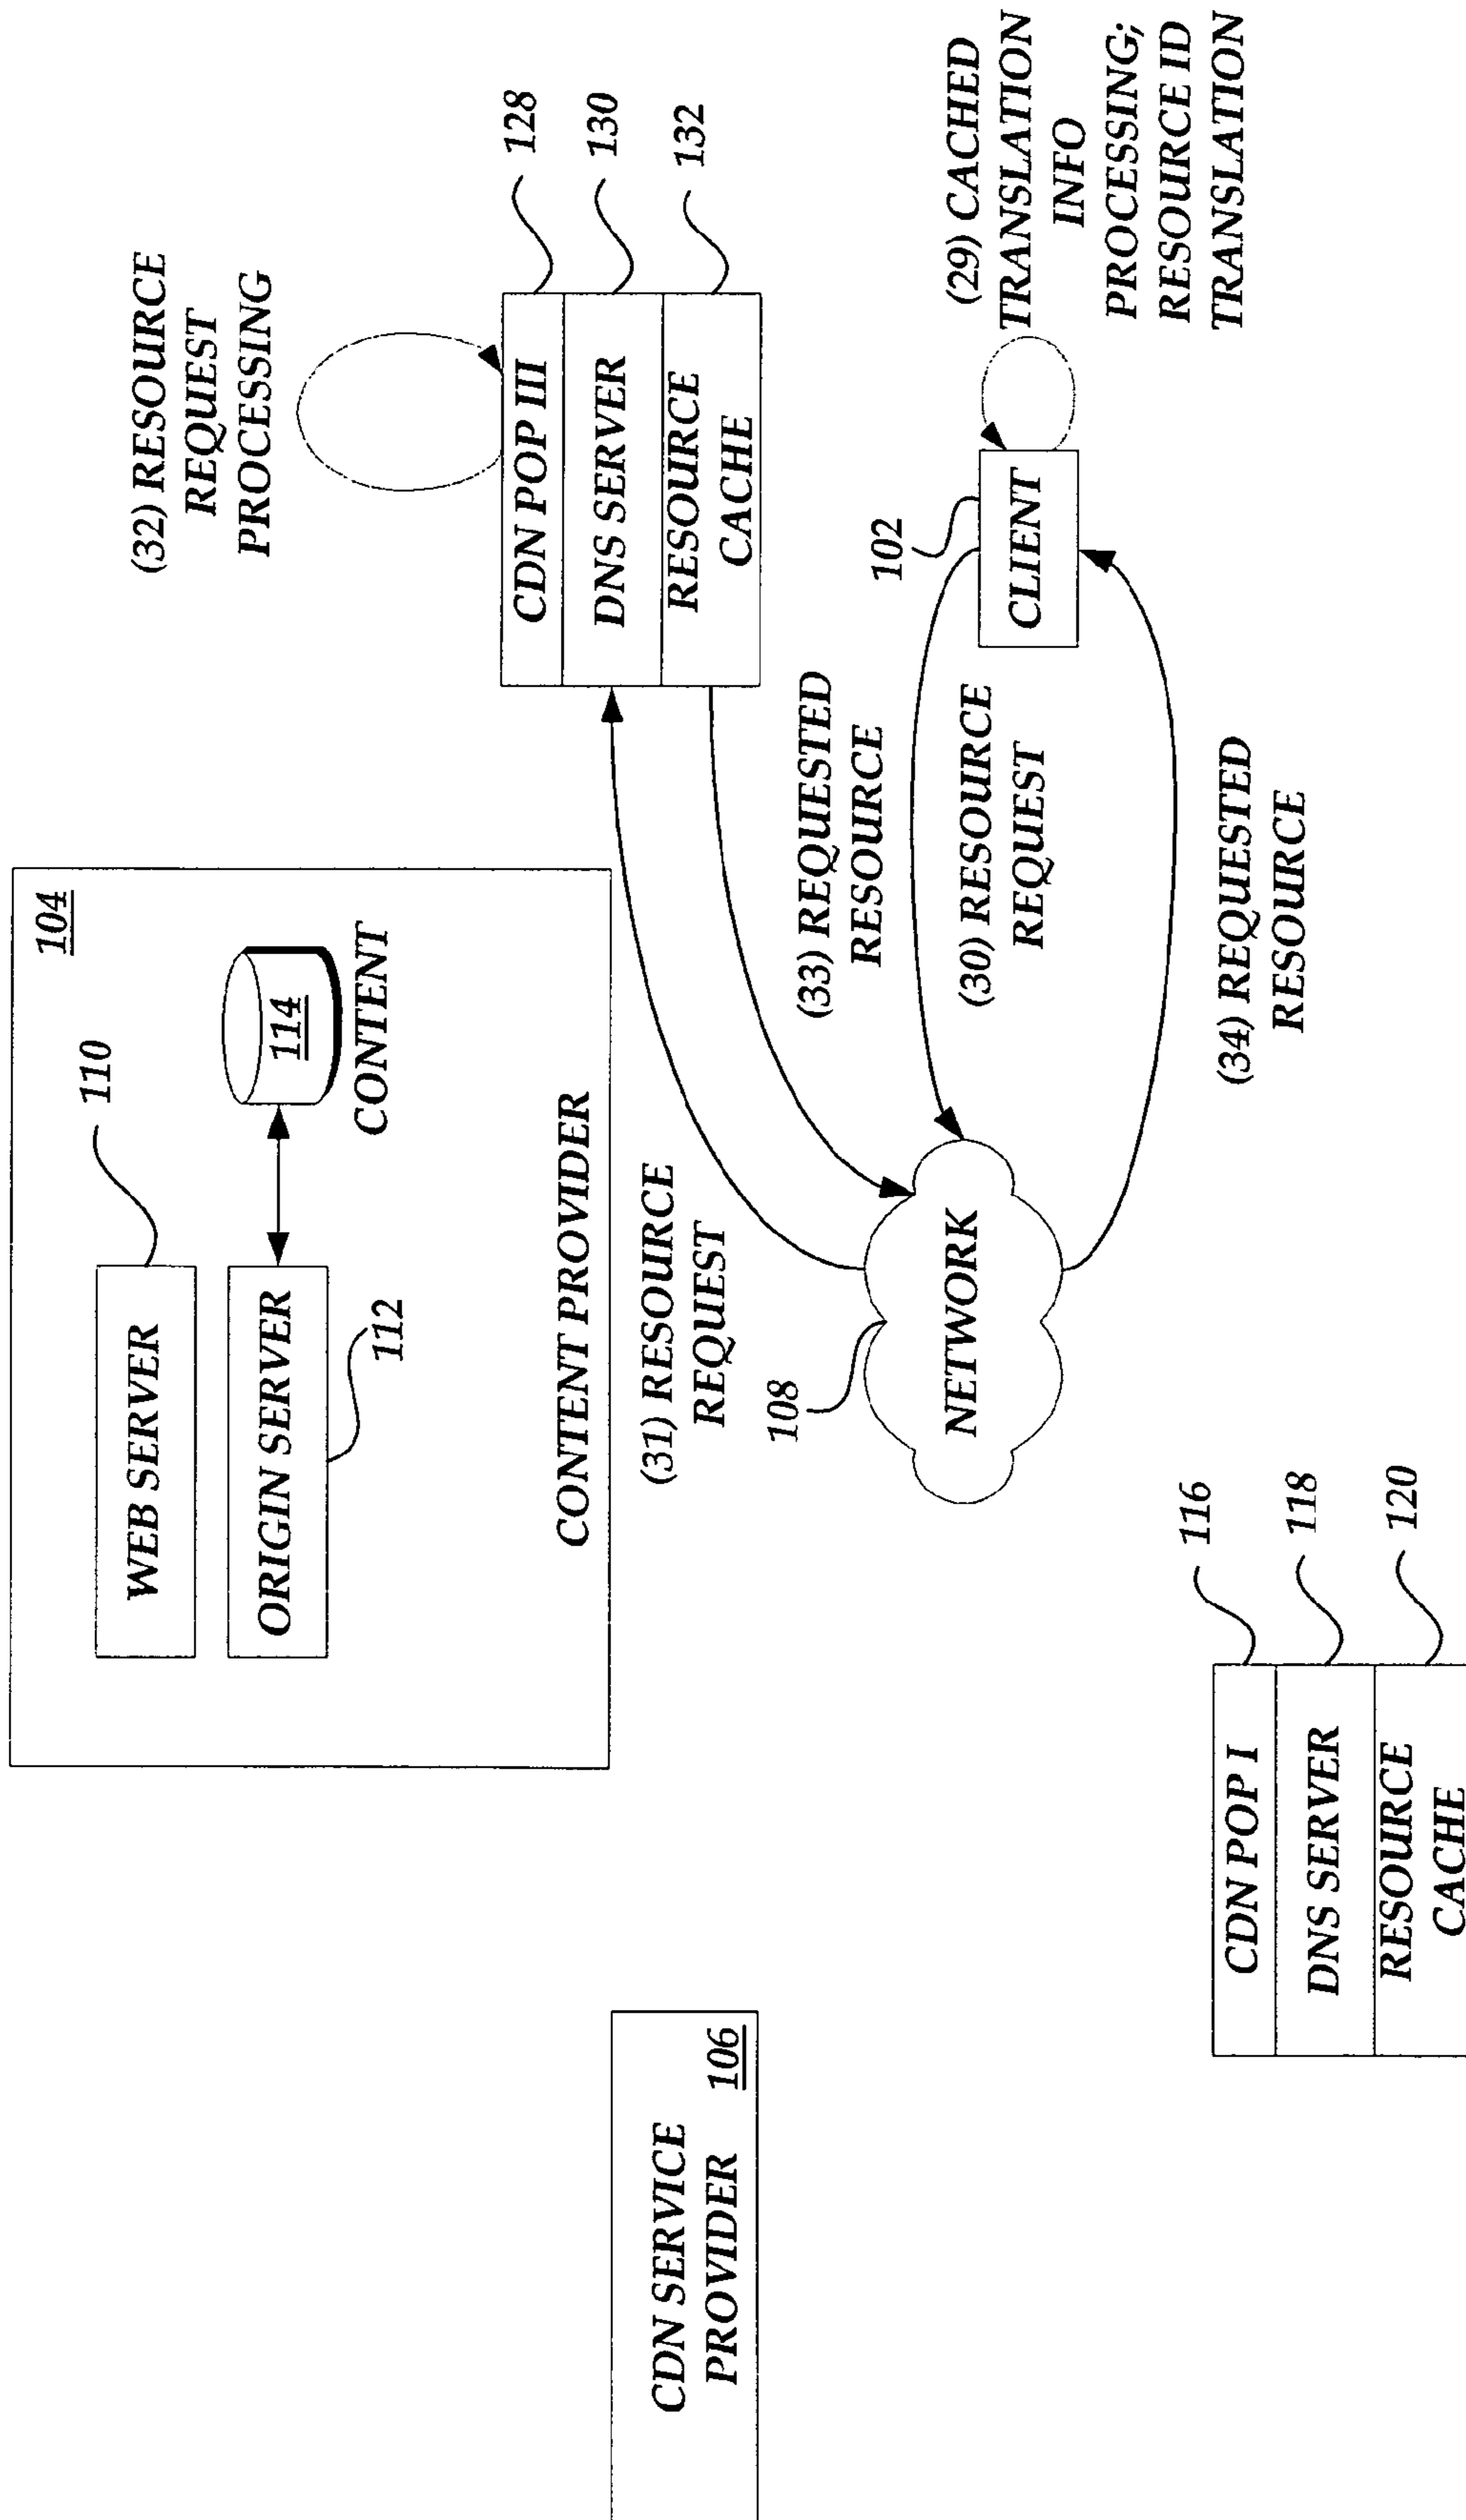 104
110
WEB SERVER
ORIGIN SERVER
112
114
CONTENT
CONTENT PROVIDER
(32) RESOURCE
REQUEST
PROCESSING
CDN POP III
DNS SERVER
RESOURCE
CACHE
128
130
132
CDN SERVICE
PROVIDER
106
(31) RESOURCE
REQUEST
(33) REQUESTED
RESOURCE
108
NETWORK
(30) RESOURCE
REQUEST
102
CLIENT
(29) CACHED
TRANSLATION
INFO
PROCESSING;
RESOURCE ID
TRANSLATION
(34) REQUESTED
RESOURCE
CDN POP I
DNS SERVER
RESOURCE
CACHE
116
118
120